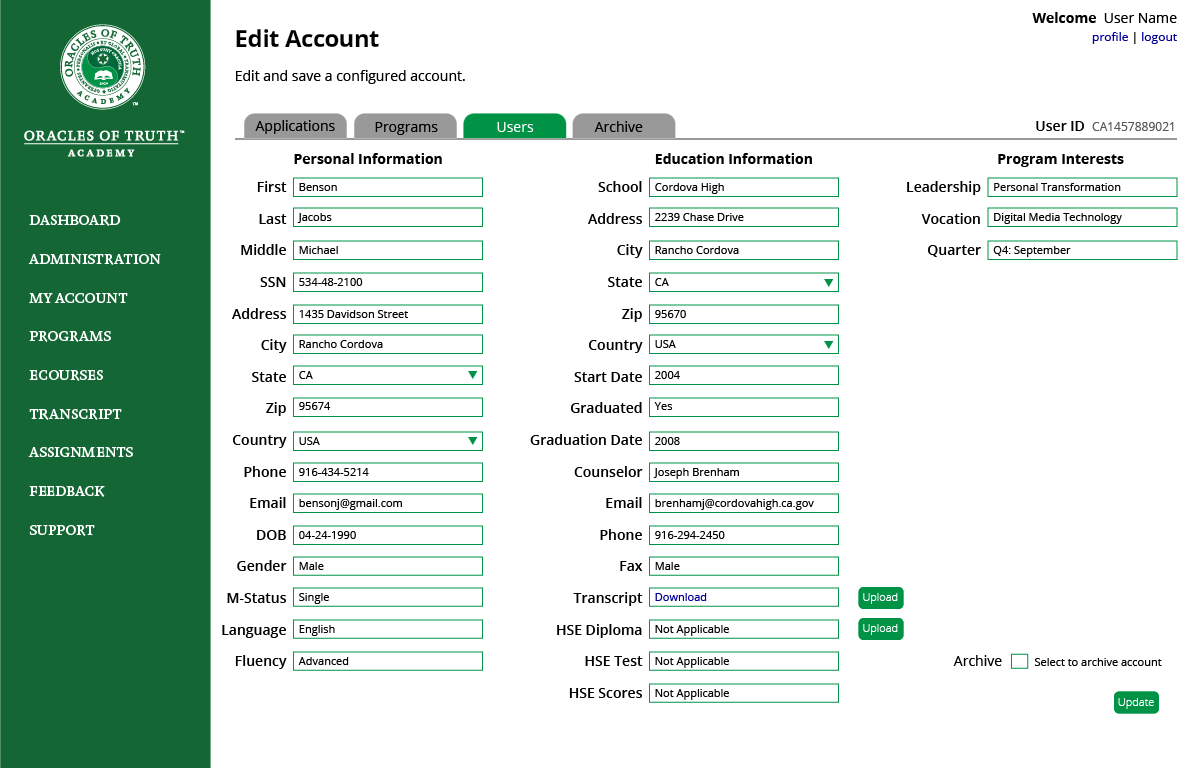 ORACLES OF TRUTH
ACADEMY
ORACLES OF TRUTH™
ACADEMY
DASHBOARD
ADMINISTRATION
MY ACCOUNT
PROGRAMS
ECOURSES
TRANSCRIPT
ASSIGNMENTS
FEEDBACK
SUPPORT
Welcome User Name
profile | logout
Edit Account
Edit and save a configured account.
Applications Programs Users Archive
User ID CA1457889021
Personal Information
First Benson
Last Jacobs
Middle Michael
SSN 534-48-2100
Address 1435 Davidson Street
City Rancho Cordova
State CA
Zip 95674
Country USA
Phone 916-434-5214
Email bensonj@gmail.com
DOB 04-24-1990
Gender Male
M-Status Single
Language English
Fluency Advanced
Education Information
School Cordova High
Address 2239 Chase Drive
City Rancho Cordova
State CA
Zip 95670
Country USA
Start Date 2004
Graduated Yes
Graduation Date 2008
Counselor Joseph Brenham
Email brenhamj@cordovahigh.ca.gov
Phone 916-294-2450
Fax Male
Transcript Download Upload
HSE Diploma Not Applicable Upload
HSE Test Not Applicable
HSE Scores Not Applicable
Program Interests
Leadership Personal Transformation
Vocation Digital Media Technology
Quarter Q4: September
Archive Select to archive account
Update